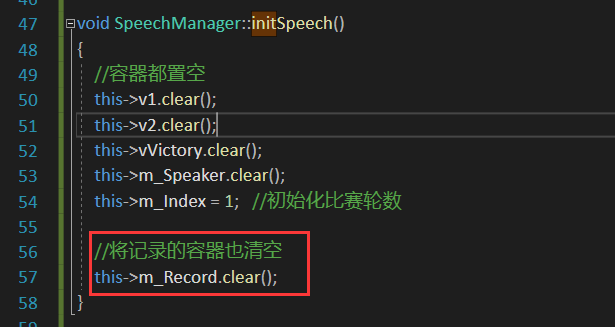 47 void SpeechManager::initSpeech()
48 {
49 //容器都置空
50 this->v1.clear();
51 this->v2.clear();
52 this->vVictory.clear();
53 this->m_Speaker.clear();
54 this->m_Index = 1; //初始化比赛轮数
55
56 //将记录的容器也清空
57 this->m_Record.clear();
58 }